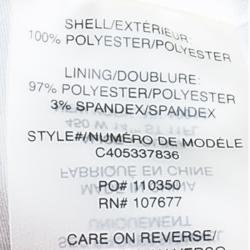 SHELL/EXTÉRIEUR:
100% POLYESTER/POLYESTER
LINING/DOUBLURE:
97% POLYESTER/POLYESTER
3% SPANDEX/SPANDEX
STYLE#/NUMÉRO DE MODÈLE
C405337836
PO# 110350
RN# 107677
CARE ON REVERSE/